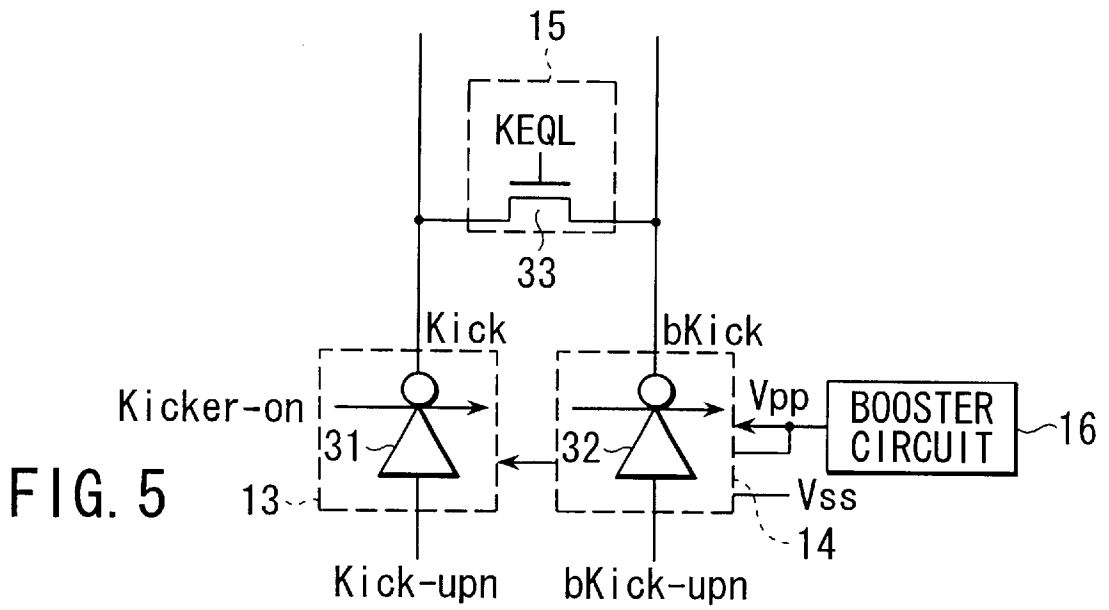 15
KEQL
33
Kick
bKick
Kicker-on
31
32
Vpp
BOOSTER
CIRCUIT
16
FIG. 5
13
Vss
14
Kick-upn
bKick-upn